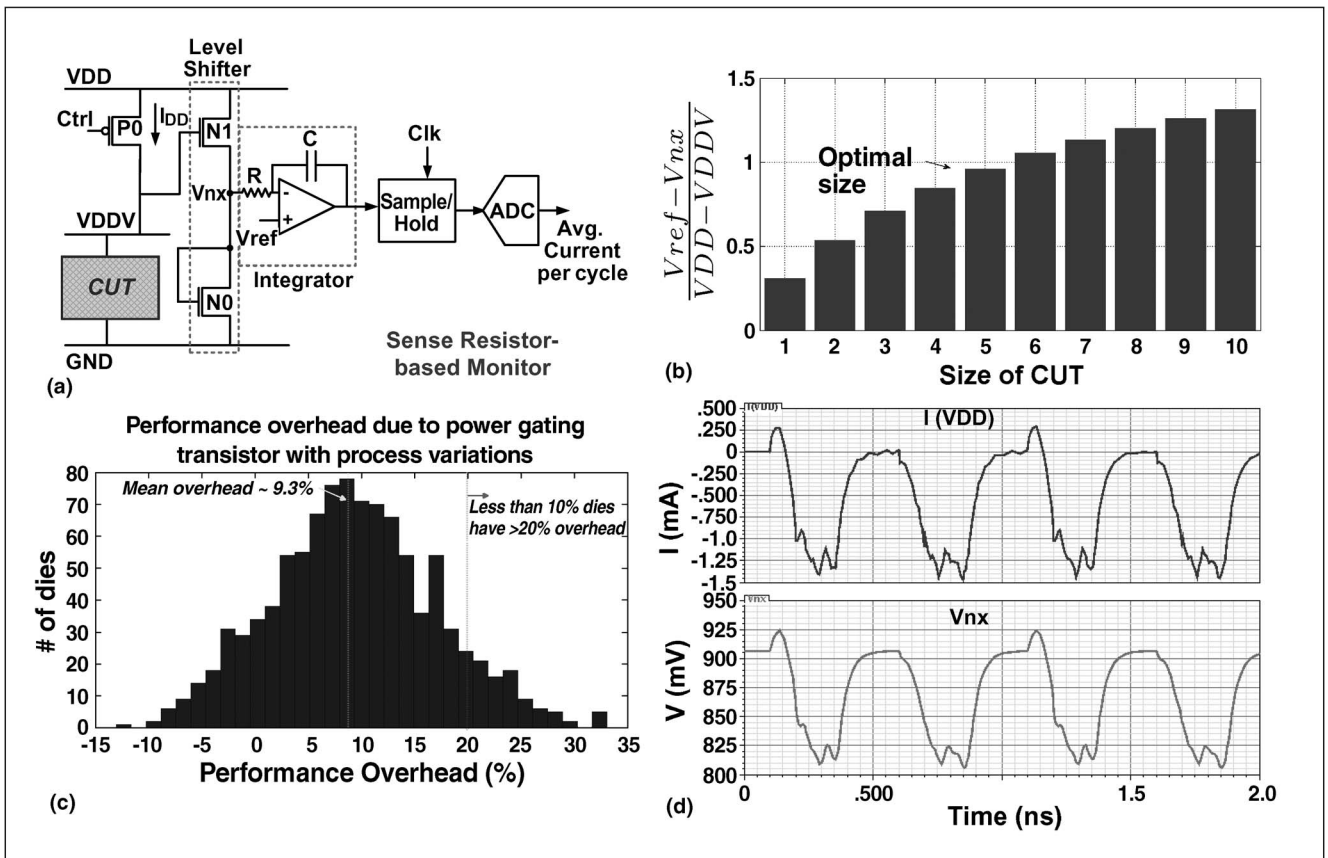 Level
Shifter
VDD
Ctrl
P0
IDD
N1
C
R
Vnx
-
+
Vref
VDDV
CUT
N0
GND
Integrator
Clk
Sample/
Hold
ADC
Avg.
Current
per cycle
Sense Resistor-
based Monitor
(a)
1.5
1
0.5
0
Vref−Vnx
VDD−VDDV
Optimal
size
1 2 3 4 5 6 7 8 9 10
Size of CUT
(b)
Performance overhead due to power gating
transistor with process variations
80
70
60
50
40
30
20
10
0
# of dies
Mean overhead ~ 9.3%
Less than 10% dies
have >20% overhead
-15 -10 -5 0 5 10 15 20 25 30 35
Performance Overhead (%)
(c)
I(VDD)
I (VDD)
.500
.250
0
-.250
-.500
-.750
-1.0
-1.25
-1.5
I (mA)
Vnx
Vnx
950
925
900
875
850
825
800
V (mV)
0 .500 1.5 2.0
Time (ns)
(d)